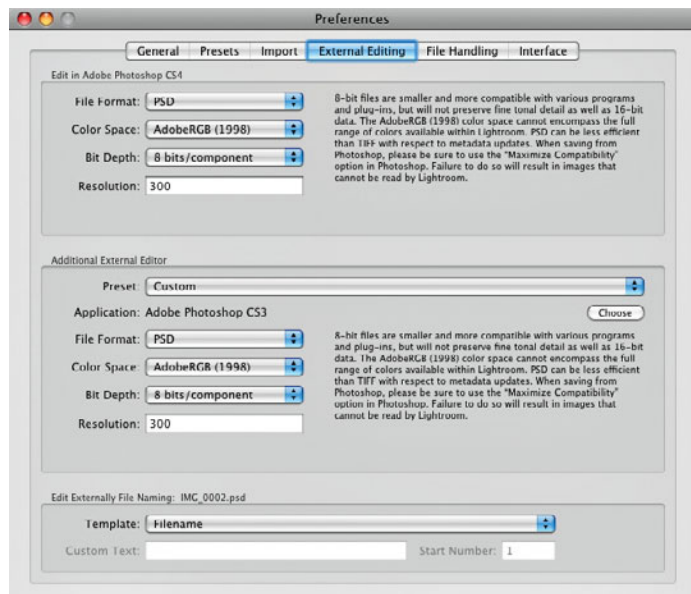 Preferences
General Presets Import External Editing File Handling Interface
Edit in Adobe Photoshop CS4
File Format: PSD
Color Space: AdobeRGB (1998)
Bit Depth: 8 bits/component
Resolution: 300
8-bit files are smaller and more compatible with various programs
and plug-ins, but will not preserve fine tonal detail as well as 16-bit
data. The AdobeRGB (1998) color space cannot encompass the full
range of colors available within Lightroom. PSD can be less efficient
than TIFF with respect to metadata updates. When saving from
Photoshop, please be sure to use the "Maximize Compatibility"
option in Photoshop. Failure to do so will result in images that
cannot be read by Lightroom.
Additional External Editor
Preset: Custom
Application: Adobe Photoshop CS3 Choose
File Format: PSD
Color Space: AdobeRGB (1998)
Bit Depth: 8 bits/component
Resolution: 300
8-bit files are smaller and more compatible with various programs
and plug-ins, but will not preserve fine tonal detail as well as 16-bit
data. The AdobeRGB (1998) color space cannot encompass the full
range of colors available within Lightroom. PSD can be less efficient
than TIFF with respect to metadata updates. When saving from
Photoshop, please be sure to use the "Maximize Compatibility"
option in Photoshop. Failure to do so will result in images that
cannot be read by Lightroom.
Edit Externally File Naming: IMG_0002.psd
Template: Filename
Custom Text: Start Number: 1